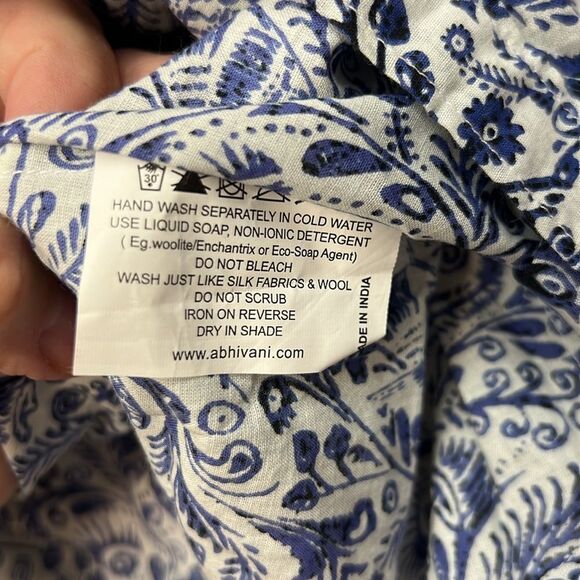 30°
HAND WASH SEPARATELY IN COLD WATER
USE LIQUID SOAP, NON-IONIC DETERGENT
( Eg.woolite/Enchantrix or Eco-Soap Agent)
DO NOT BLEACH
WASH JUST LIKE SILK FABRICS & WOOL
DO NOT SCRUB
IRON ON REVERSE
DRY IN SHADE
www.abhivani.com
MADE IN INDIA